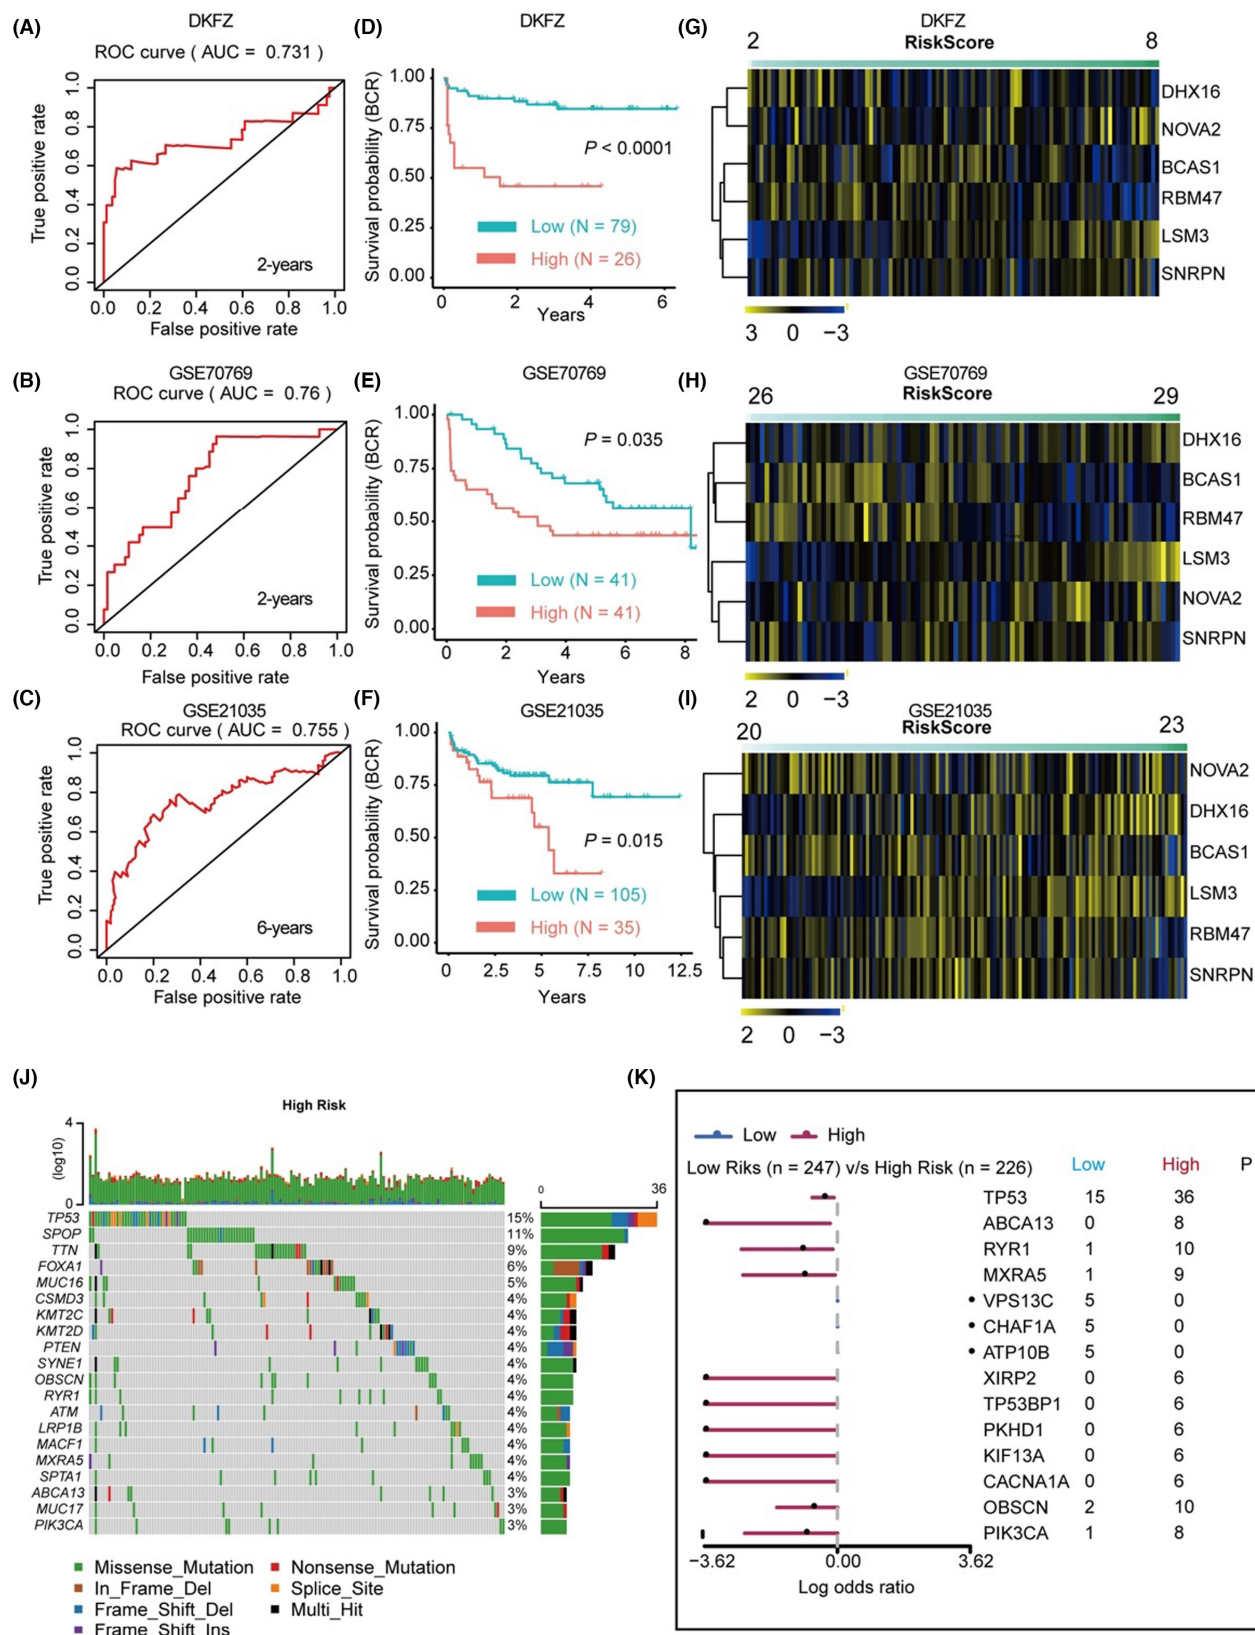 (A)
DKFZ
ROC curve ( AUC = 0.731 )
True positive rate
1.0
0.8
0.6
0.4
0.2
0.0
2-years
0.0 0.2 0.4 0.6 0.8 1.0
False positive rate
(D)
DKFZ
Survival probability (BCR)
1.00
0.75
0.50
0.25
0.00
P < 0.0001
Low (N = 79)
High (N = 26)
0 2 4 6
Years
(G)
DKFZ
RiskScore
2 8
DHX16
NOVA2
BCAS1
RBM47
LSM3
SNRPN
3 0 −3
(B)
GSE70769
ROC curve ( AUC = 0.76 )
True positive rate
1.0
0.8
0.6
0.4
0.2
0.0
2-years
0.0 0.2 0.4 0.6 0.8 1.0
False positive rate
(E)
GSE70769
Survival probability (BCR)
1.00
0.75
0.50
0.25
0.00
P = 0.035
Low (N = 41)
High (N = 41)
0 2 4 6 8
Years
(H)
GSE70769
RiskScore
26 29
DHX16
BCAS1
RBM47
LSM3
NOVA2
SNRPN
2 0 −3
(C)
GSE21035
ROC curve ( AUC = 0.755 )
True positive rate
1.0
0.8
0.6
0.4
0.2
0.0
6-years
0.0 0.2 0.4 0.6 0.8 1.0
False positive rate
(F)
GSE21035
Survival probability (BCR)
1.00
0.75
0.50
0.25
0.00
P = 0.015
Low (N = 105)
High (N = 35)
0 2.5 5 7.5 10 12.5
Years
(I)
GSE21035
RiskScore
20 23
NOVA2
DHX16
BCAS1
LSM3
RBM47
SNRPN
2 0 −3
(J)
High Risk
(log10)
4
0
0 36
TP53 15%
SPOP 11%
TTN 9%
FOXA1 6%
MUC16 5%
CSMD3 4%
KMT2C 4%
KMT2D 4%
PTEN 4%
SYNE1 4%
OBSCN 4%
RYR1 4%
ATM 4%
LRP1B 4%
MACF1 4%
MXRA5 4%
SPTA1 4%
ABCA13 3%
MUC17 3%
PIK3CA 3%
Missense_Mutation Nonsense_Mutation
In_Frame_Del Splice_Site
Frame_Shift_Del Multi_Hit
Frame_Shift_Ins
(K)
Low High
Low Riks (n = 247) v/s High Risk (n = 226) Low High P
TP53 15 36
ABCA13 0 8
RYR1 1 10
MXRA5 1 9
VPS13C 5 0
CHAF1A 5 0
ATP10B 5 0
XIRP2 0 6
TP53BP1 0 6
PKHD1 0 6
KIF13A 0 6
CACNA1A 0 6
OBSCN 2 10
PIK3CA 1 8
−3.62 0.00 3.62
Log odds ratio